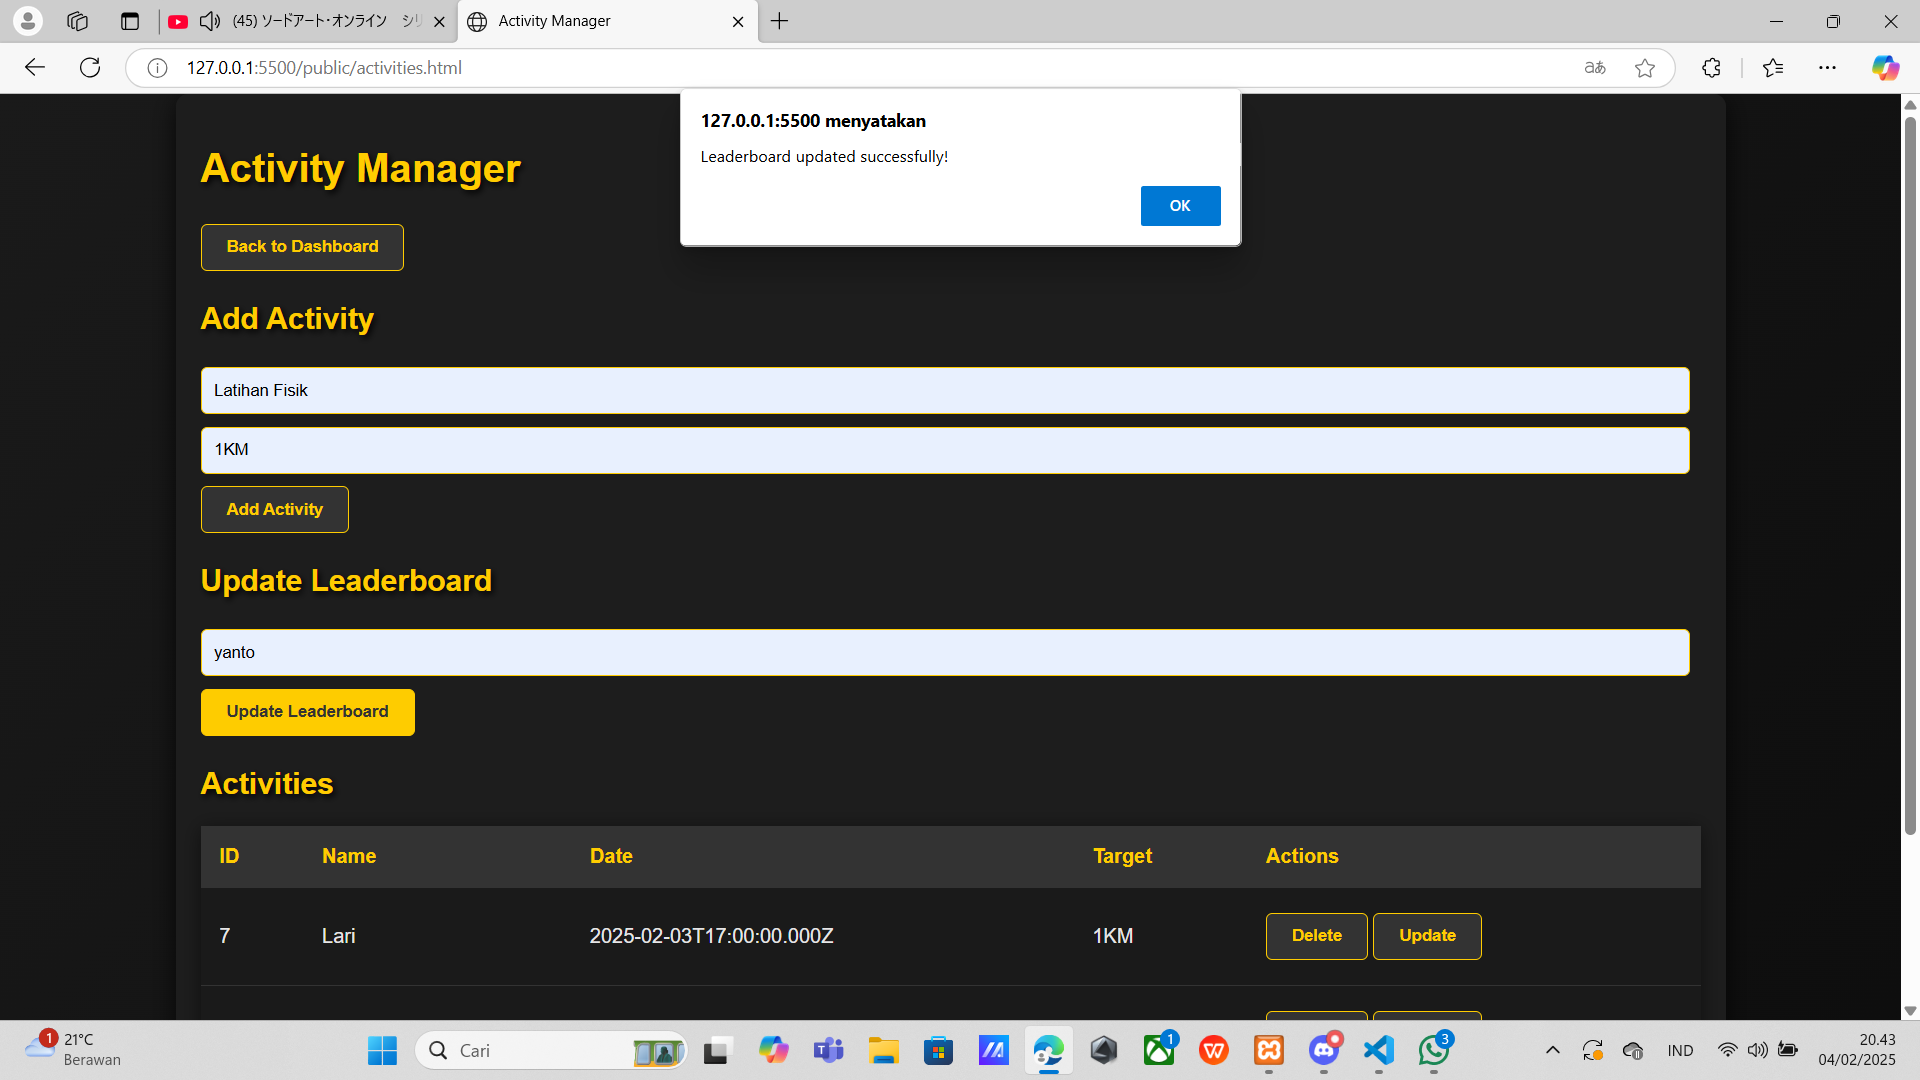 (45) ソードアート・オンライン シリ
Activity Manager
127.0.0.1:5500/public/activities.html
aあ
127.0.0.1:5500 menyatakan
Leaderboard updated successfully!
OK
Activity Manager
Back to Dashboard
Add Activity
Latihan Fisik
1KM
Add Activity
Update Leaderboard
yanto
Update Leaderboard
Activities
ID Name Date Target Actions
7 Lari 2025-02-03T17:00:00.000Z 1KM Delete Update
1
21°C
Berawan
Cari
1
3
IND
20.43
04/02/2025